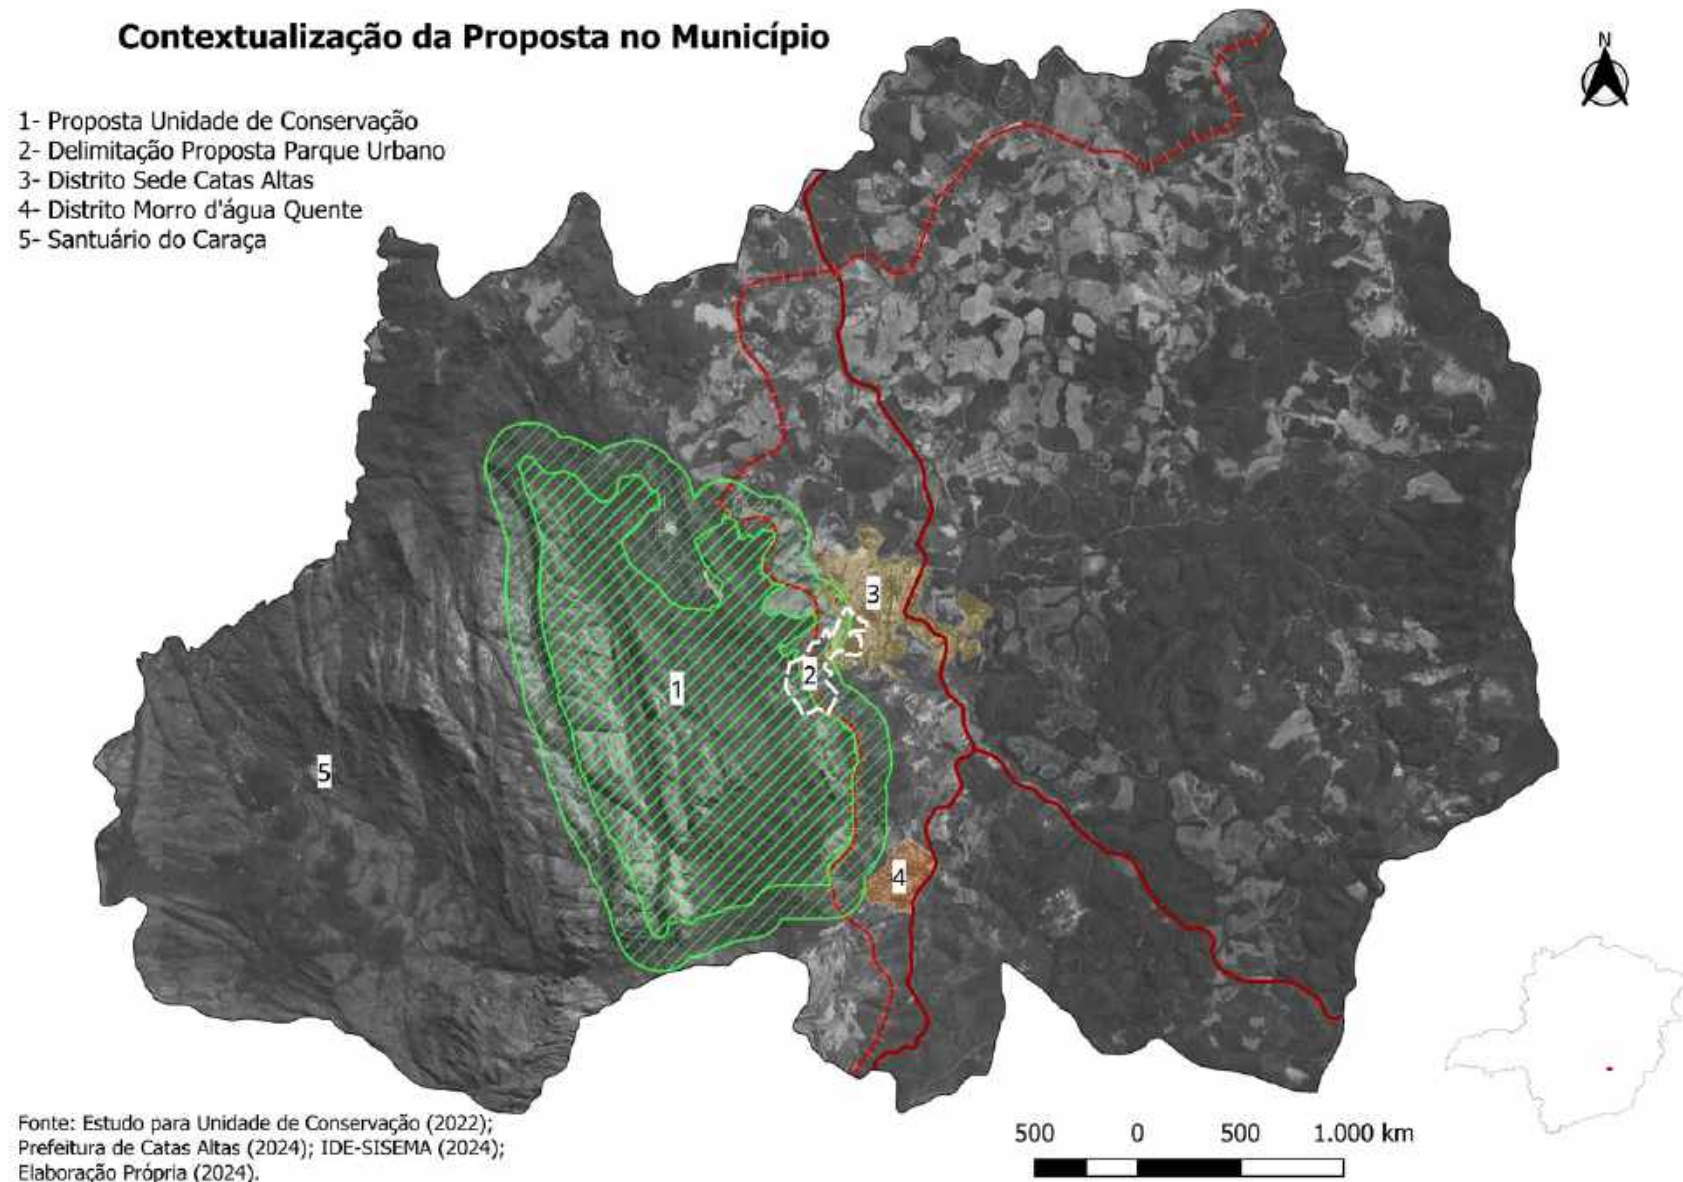 Contextualização da Proposta no Município
N
1- Proposta Unidade de Conservação
2- Delimitação Proposta Parque Urbano
3- Distrito Sede Catas Altas
4- Distrito Morro d'água Quente
5- Santuário do Caraça
3
2
1
5
4
Fonte: Estudo para Unidade de Conservação (2022);
Prefeitura de Catas Altas (2024); IDE-SISEMA (2024);
Elaboração Própria (2024).
500 0 500 1.000 km